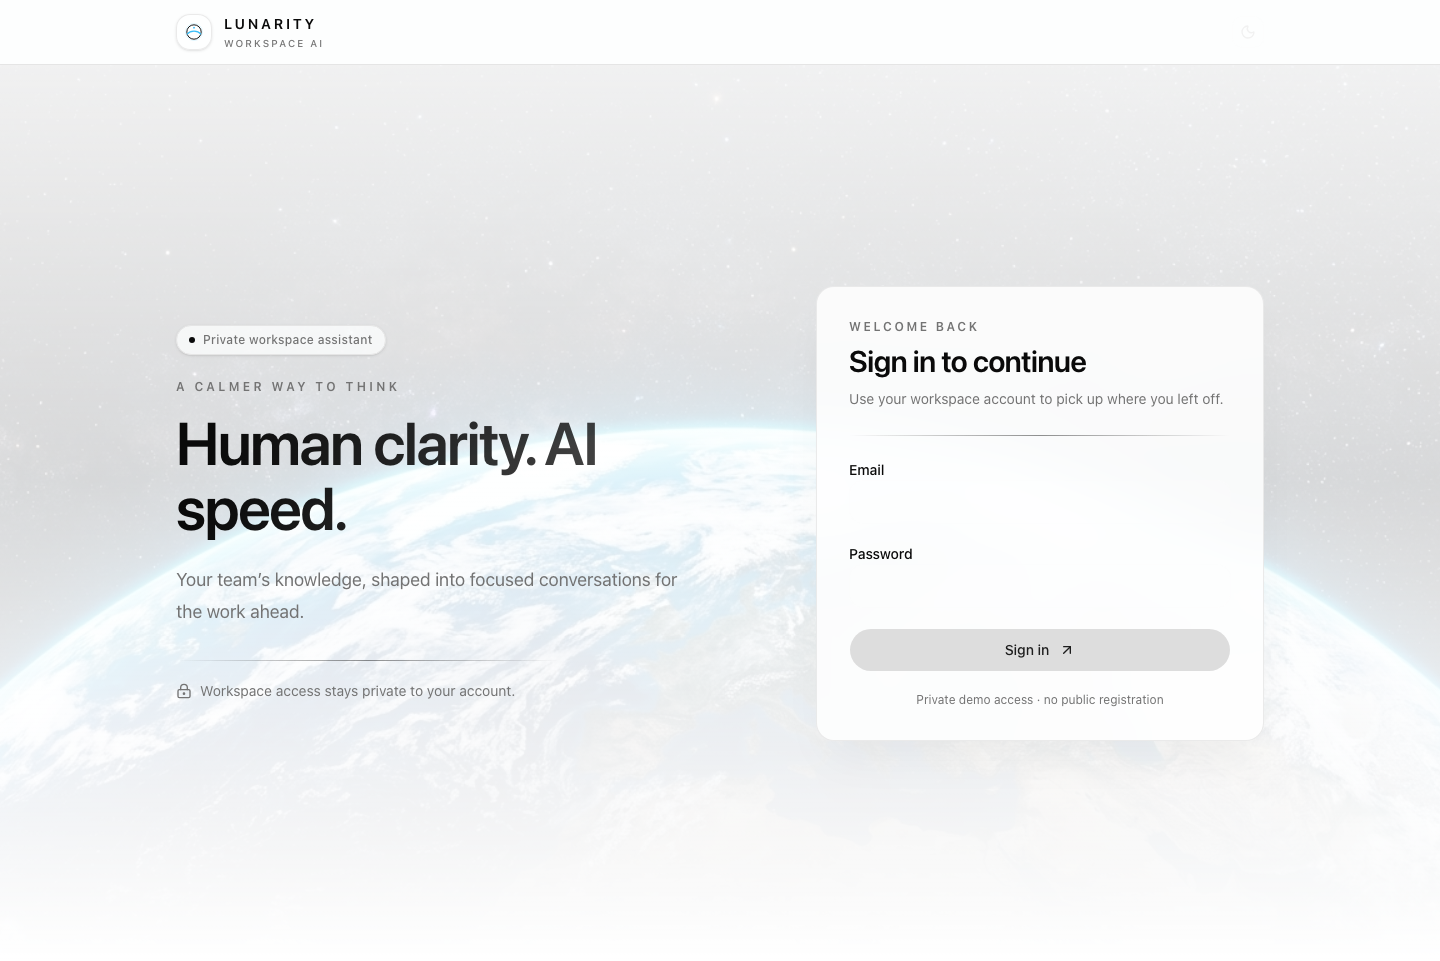 LUNARITY
WORKSPACE AI
Private workspace assistant
A CALMER WAY TO THINK
Human clarity. AI
speed.
Your team’s knowledge, shaped into focused conversations for
the work ahead.
Workspace access stays private to your account.
WELCOME BACK
Sign in to continue
Use your workspace account to pick up where you left off.
Email
Password
Sign in
Private demo access · no public registration